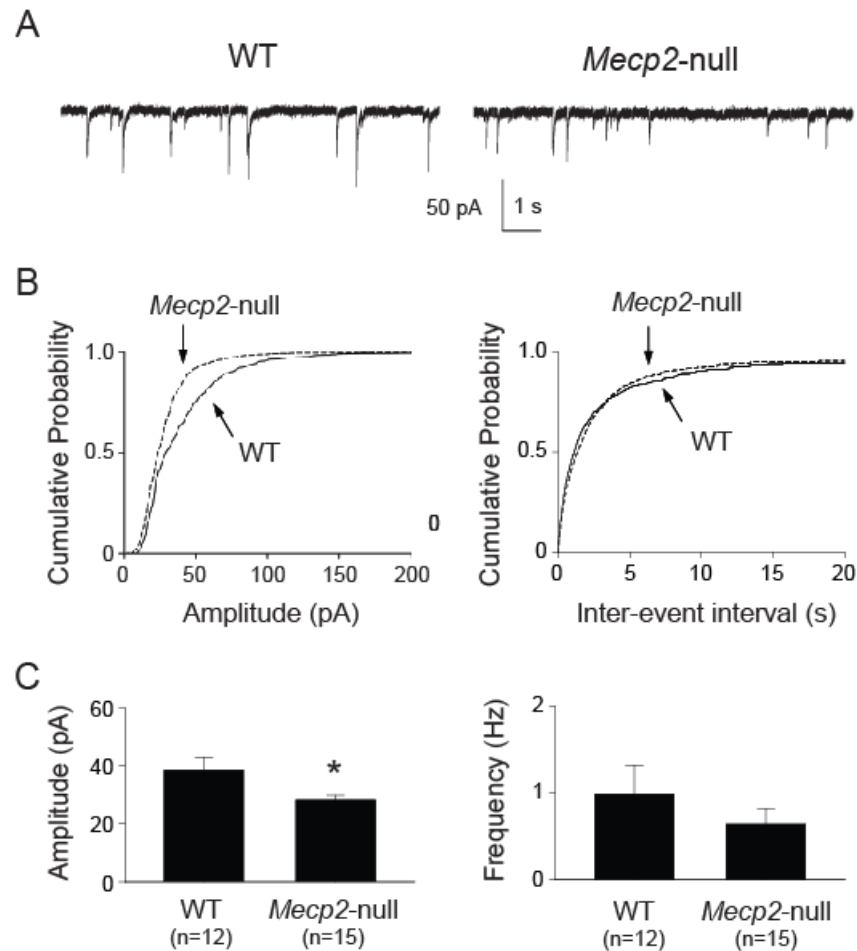 A
WT
Mecp2-null
50 pA
1 s
B
Mecp2-null
WT
Cumulative Probability
1.0
0.5
0
0
50
100
150
200
Amplitude (pA)
0
Mecp2-null
WT
Cumulative Probability
1.0
0.5
0
0
5
10
15
20
Inter-event interval (s)
C
Amplitude (pA)
60
40
20
0
*
WT
(n=12)
Mecp2-null
(n=15)
Frequency (Hz)
2
1
0
WT
(n=12)
Mecp2-null
(n=15)